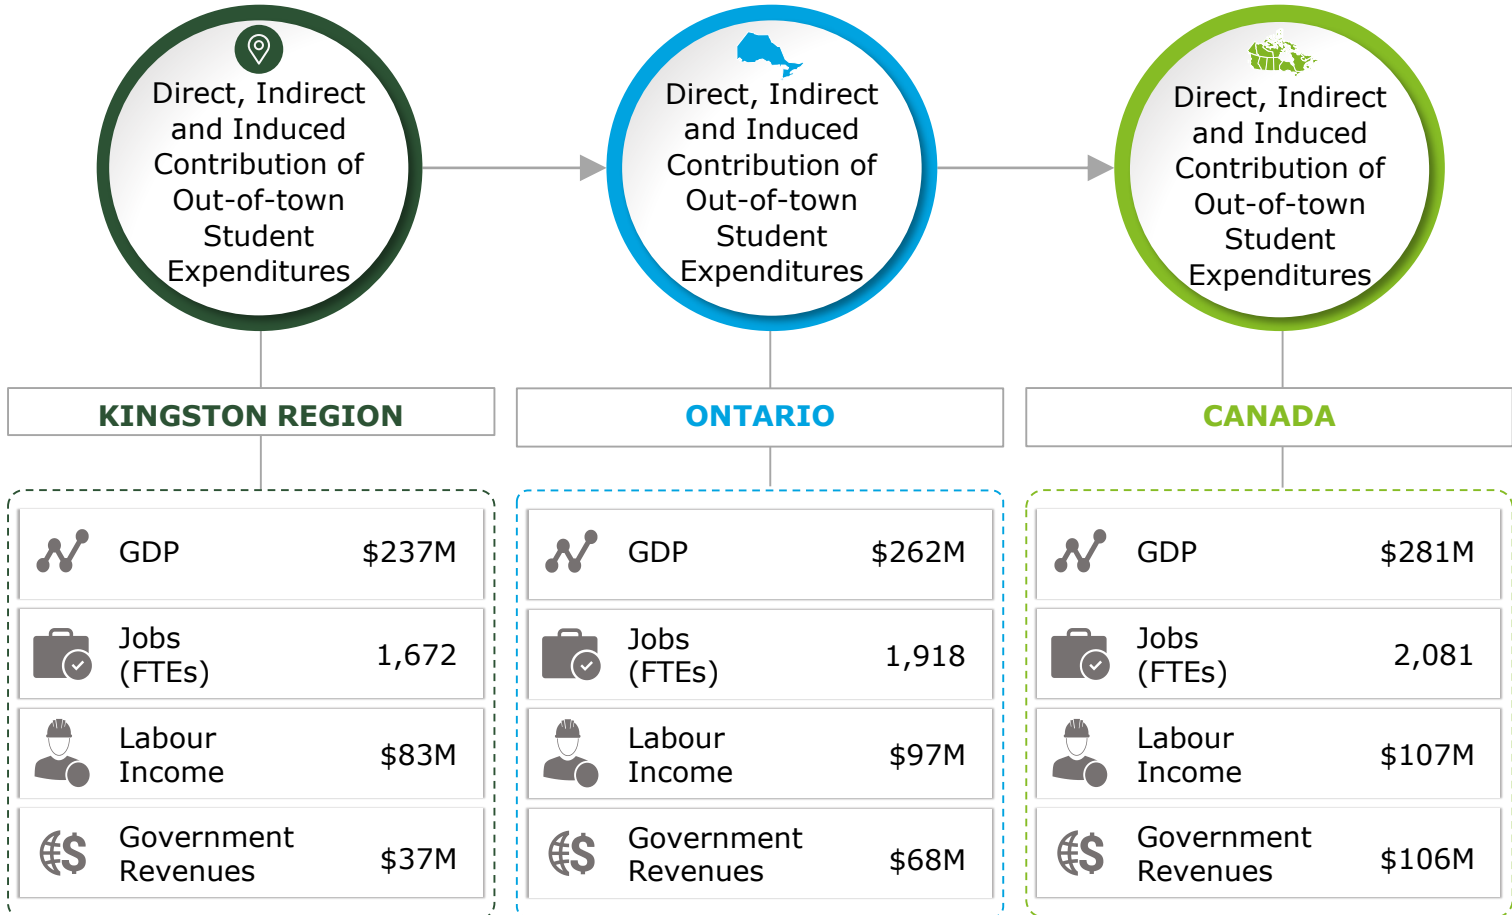 Direct, Indirect
and Induced
Contribution of
Out-of-town
Student
Expenditures
Direct, Indirect
and Induced
Contribution of
Out-of-town
Student
Expenditures
Direct, Indirect
and Induced
Contribution of
Out-of-town
Student
Expenditures
KINGSTON REGION
ONTARIO
CANADA
GDP $237M
Jobs
(FTEs) 1,672
Labour
Income $83M
Government
Revenues $37M
GDP $262M
Jobs
(FTEs) 1,918
Labour
Income $97M
Government
Revenues $68M
GDP $281M
Jobs
(FTEs) 2,081
Labour
Income $107M
Government
Revenues $106M